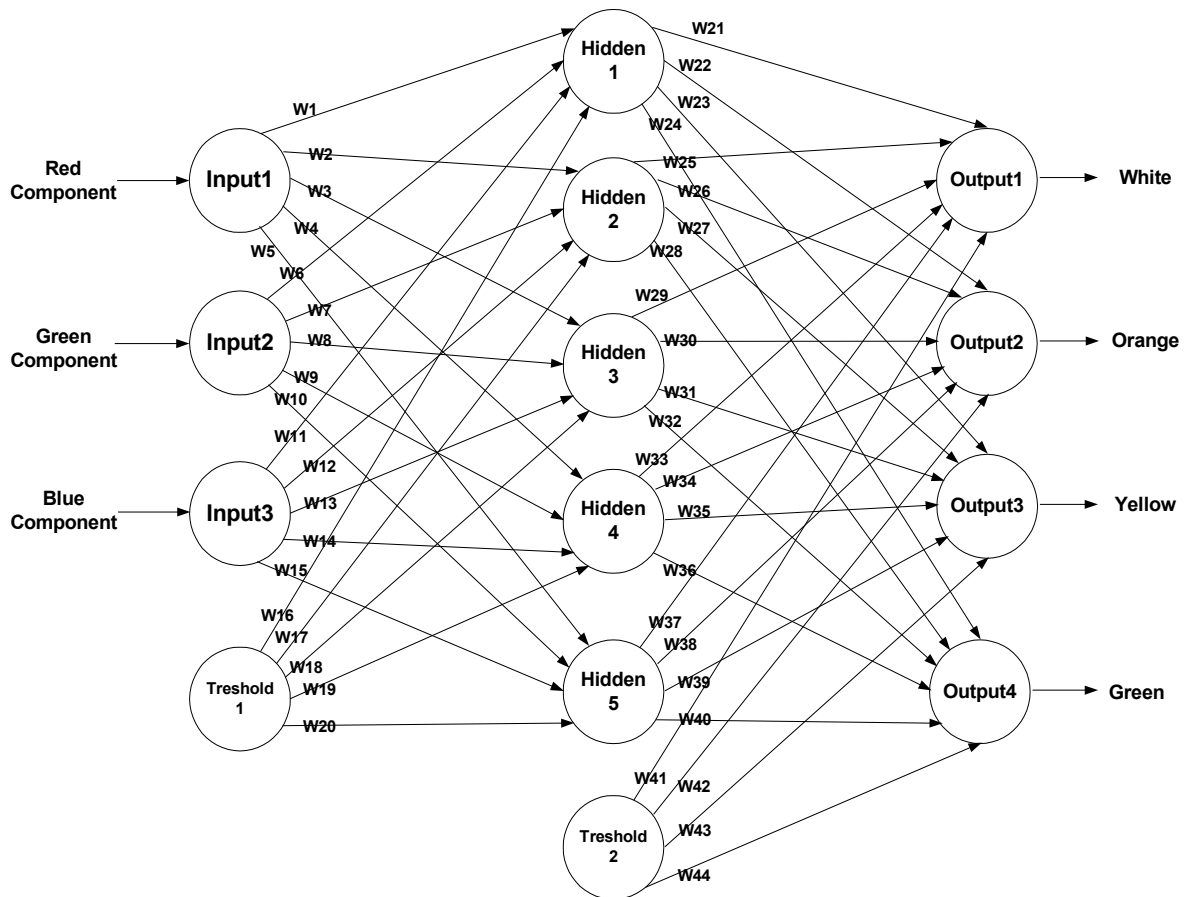 Red
Component
Green
Component
Blue
Component
Input1
Input2
Input3
Treshold
1
W1
W2
W3
W4
W5
W6
W7
W8
W9
W10
W11
W12
W13
W14
W15
W16
W17
W18
W19
W20
Hidden
1
Hidden
2
Hidden
3
Hidden
4
Hidden
5
Treshold
2
W21
W22
W23
W24
W25
W26
W27
W28
W29
W30
W31
W32
W33
W34
W35
W36
W37
W38
W39
W40
W41
W42
W43
W44
Output1
Output2
Output3
Output4
White
Orange
Yellow
Green